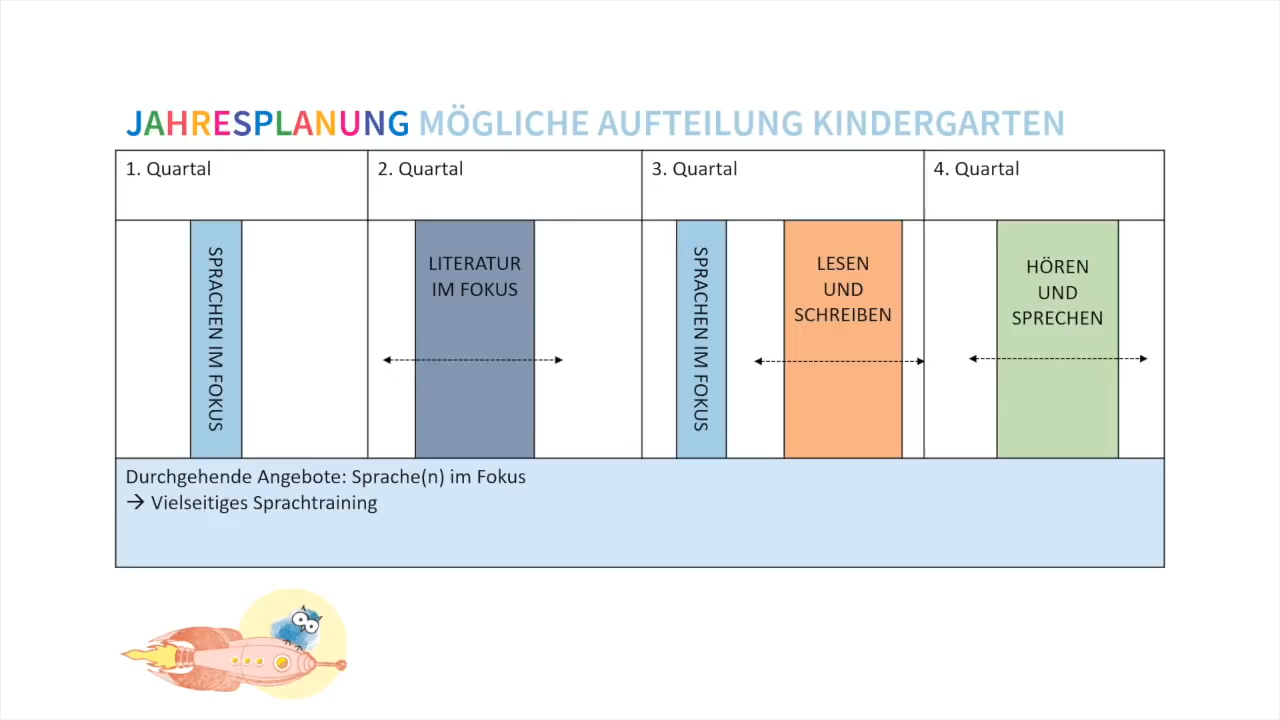 JAHRESPLANUNG MÖGLICHE AUFTEILUNG KINDERGARTEN
1. Quartal
2. Quartal
3. Quartal
4. Quartal
SPRACHEN IM FOKUS
LITERATUR
IM FOKUS
SPRACHEN IM FOKUS
LESEN
UND
SCHREIBEN
HÖREN
UND
SPRECHEN
Durchgehende Angebote: Sprache(n) im Fokus
→ Vielseitiges Sprachtraining